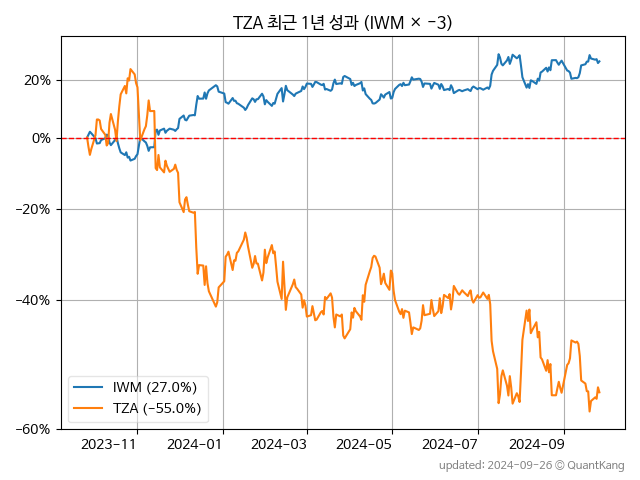 TZA 최근 1년 성과 (IWM × −3)
20%
0%
−20%
−40%
−60%
IWM (27.0%)
TZA (−55.0%)
2023−11
2024−01
2024−03
2024−05
2024−07
2024−09
updated: 2024-09-26 © QuantKang